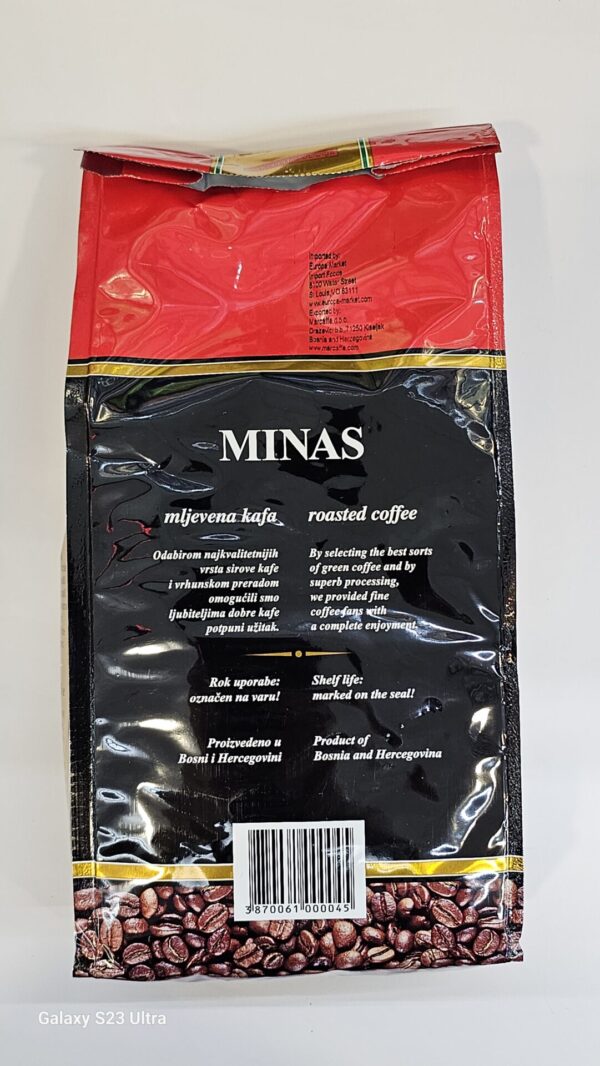 Imported by:
Europa Market
Import Foods
8100 Water Street
St Louis, MO 63111
www.europa-market.com
Exported by:
Marcaffe d.o.o.
71250 Kiseljak
Bosnia and Herzegovina
www.marcaffe.com
MINAS
mljevena kafa
Odabirom najkvalitetnijih
vrsta sirove kafe
i vrhunskom preradom
omogućili smo
ljubiteljima dobre kafe
potpuni užitak.
roasted coffee
By selecting the best sorts
of green coffee and by
superb processing,
we provided fine
coffee-fans with
a complete enjoyment.
Rok uporabe:
označen na varu!
Shelf life:
marked on the seal!
Proizvedeno u
Bosni i Hercegovini
Product of
Bosnia and Hercegovina
3 870061 000045
Galaxy S23 Ultra